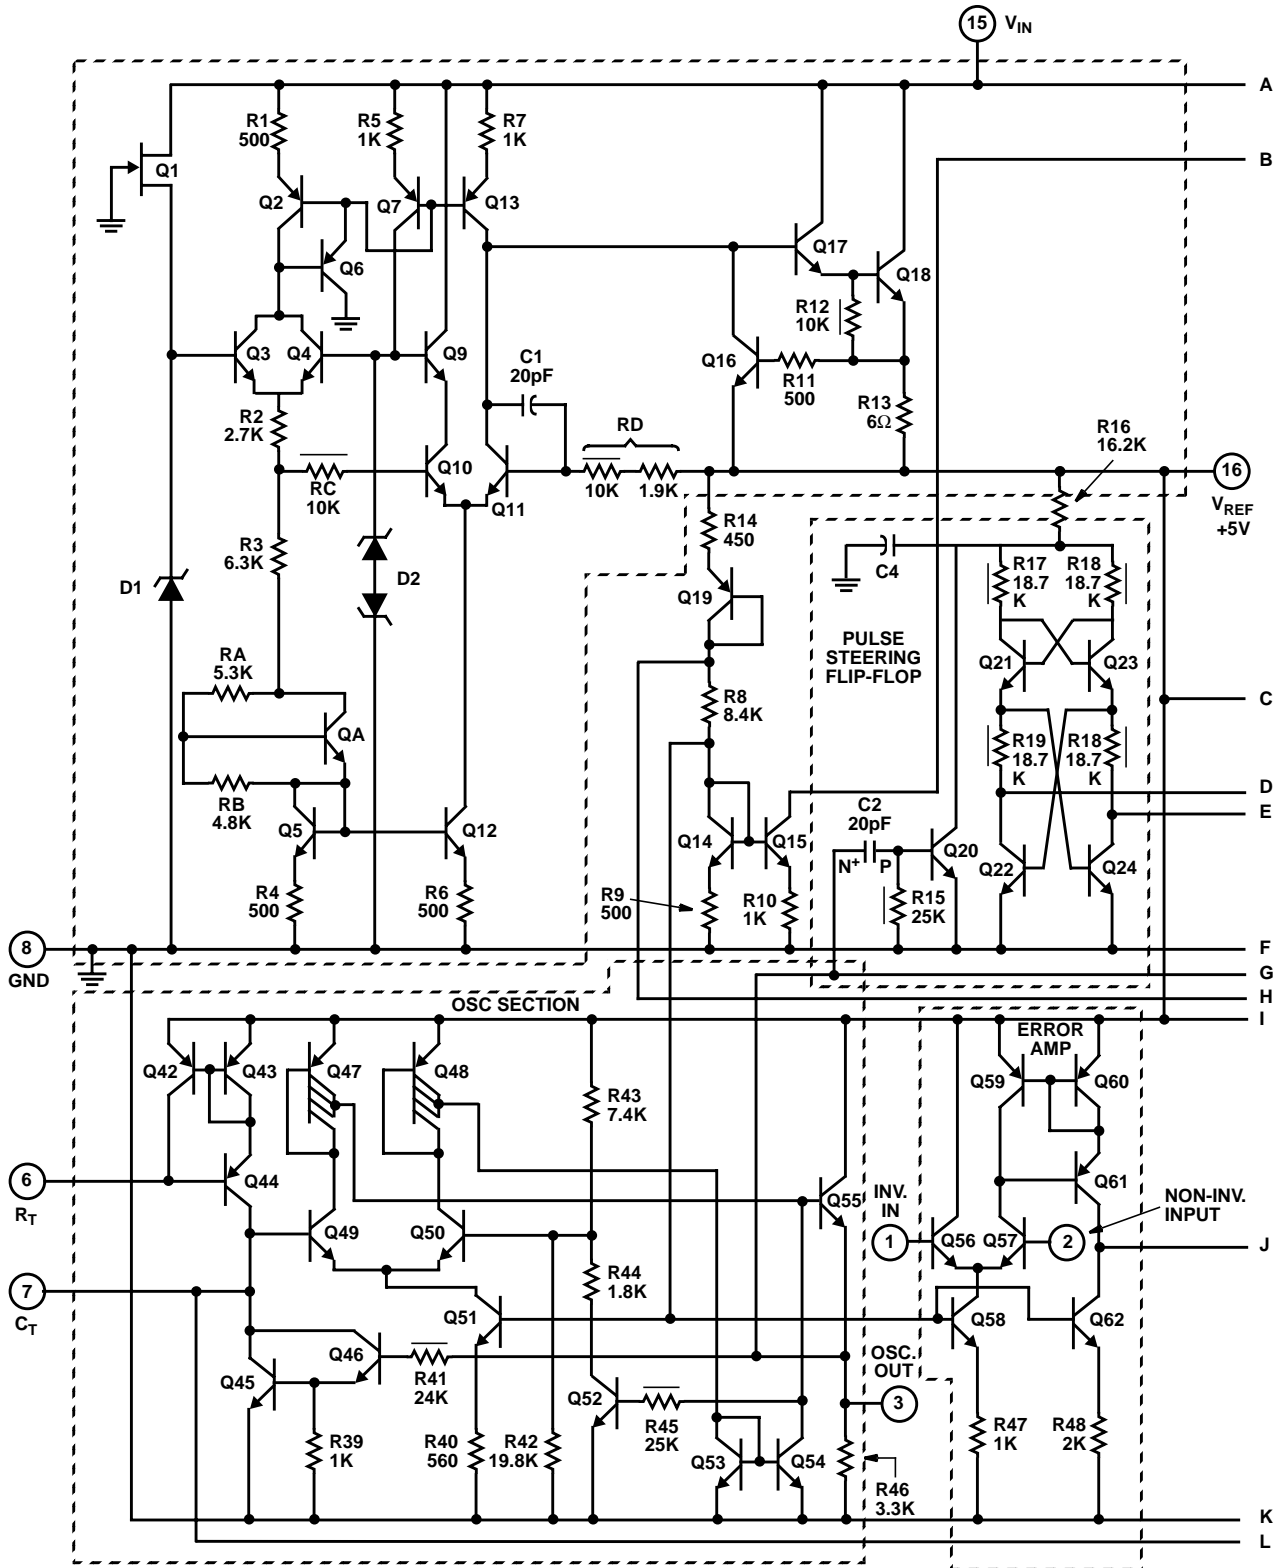 15 VIN
A
R1
500
R5
1K
R7
1K
Q1
B
Q2
Q7
Q13
Q17
Q6
Q18
R12
10K
Q3
Q4
Q9
C1
20pF
Q16
R11
500
R13
6Ω
R2
2.7K
RD
R16
16.2K
RC
10K
Q10
Q11
10K
1.9K
16
VREF
+5V
R14
450
R3
6.3K
D1
D2
C4
R17
18.7
K
R18
18.7
K
Q19
PULSE
STEERING
FLIP-FLOP
Q21
Q23
RA
5.3K
R8
8.4K
C
QA
R19
18.7
K
R18
18.7
K
RB
4.8K
D
E
C2
20pF
Q5
Q12
Q14
Q15
N+
P
Q20
Q22
Q24
R4
500
R6
500
R9
500
R10
1K
R15
25K
8
GND
F
G
H
OSC SECTION
I
ERROR
AMP
Q42
Q43
Q47
Q48
Q59
Q60
R43
7.4K
6
RT
Q44
Q61
Q55
INV.
IN
NON-INV.
INPUT
Q49
Q50
1
Q56
Q57
2
J
R44
1.8K
7
CT
Q51
Q58
Q62
Q46
OSC.
OUT
Q45
R41
24K
Q52
3
R45
25K
R39
1K
R40
560
R42
19.8K
Q53
Q54
R47
1K
R48
2K
R46
3.3K
K
L